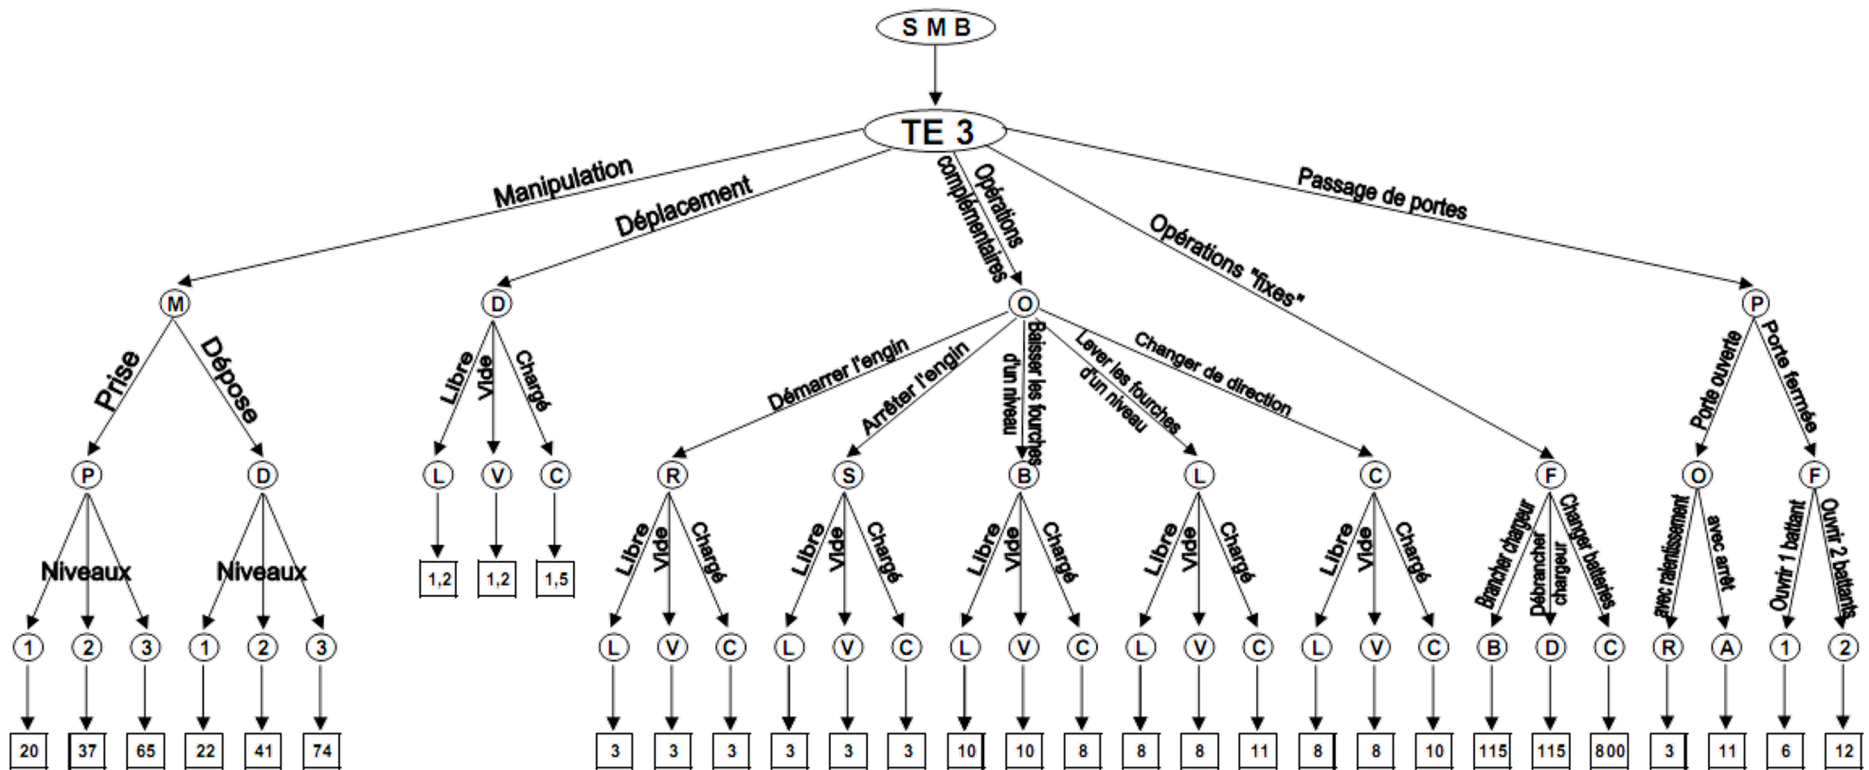 S M B
TE 3
Manipulation
Déplacement
Opérations
complémentaires
Opérations "fixes"
Passage de portes
M
D
O
P
Prise
Dépose
Libre
Vide
Chargé
Démarrer l'engin
Arrêter l'engin
Baisser les fourches
d'un niveau
Lever les fourches
d'un niveau
Changer de direction
Porte ouverte
Porte fermée
P
D
L
V
C
R
S
B
L
C
F
O
F
Niveaux
Niveaux
1,2
1,2
1,5
Libre
Vide
Chargé
Libre
Vide
Chargé
Libre
Vide
Chargé
Libre
Vide
Chargé
Libre
Vide
Chargé
Brancher chargeur
Débrancher
chargeur
Changer batteries
avec ralentissement
avec arrêt
Ouvrir 1 battant
Ouvrir 2 battants
1 2 3 1 2 3 L V C L V C L V C L V C L V C B D C R A 1 2
20 37 65 22 41 74 3 3 3 3 3 3 10 10 8 8 8 11 8 8 10 115 115 800 3 11 6 12